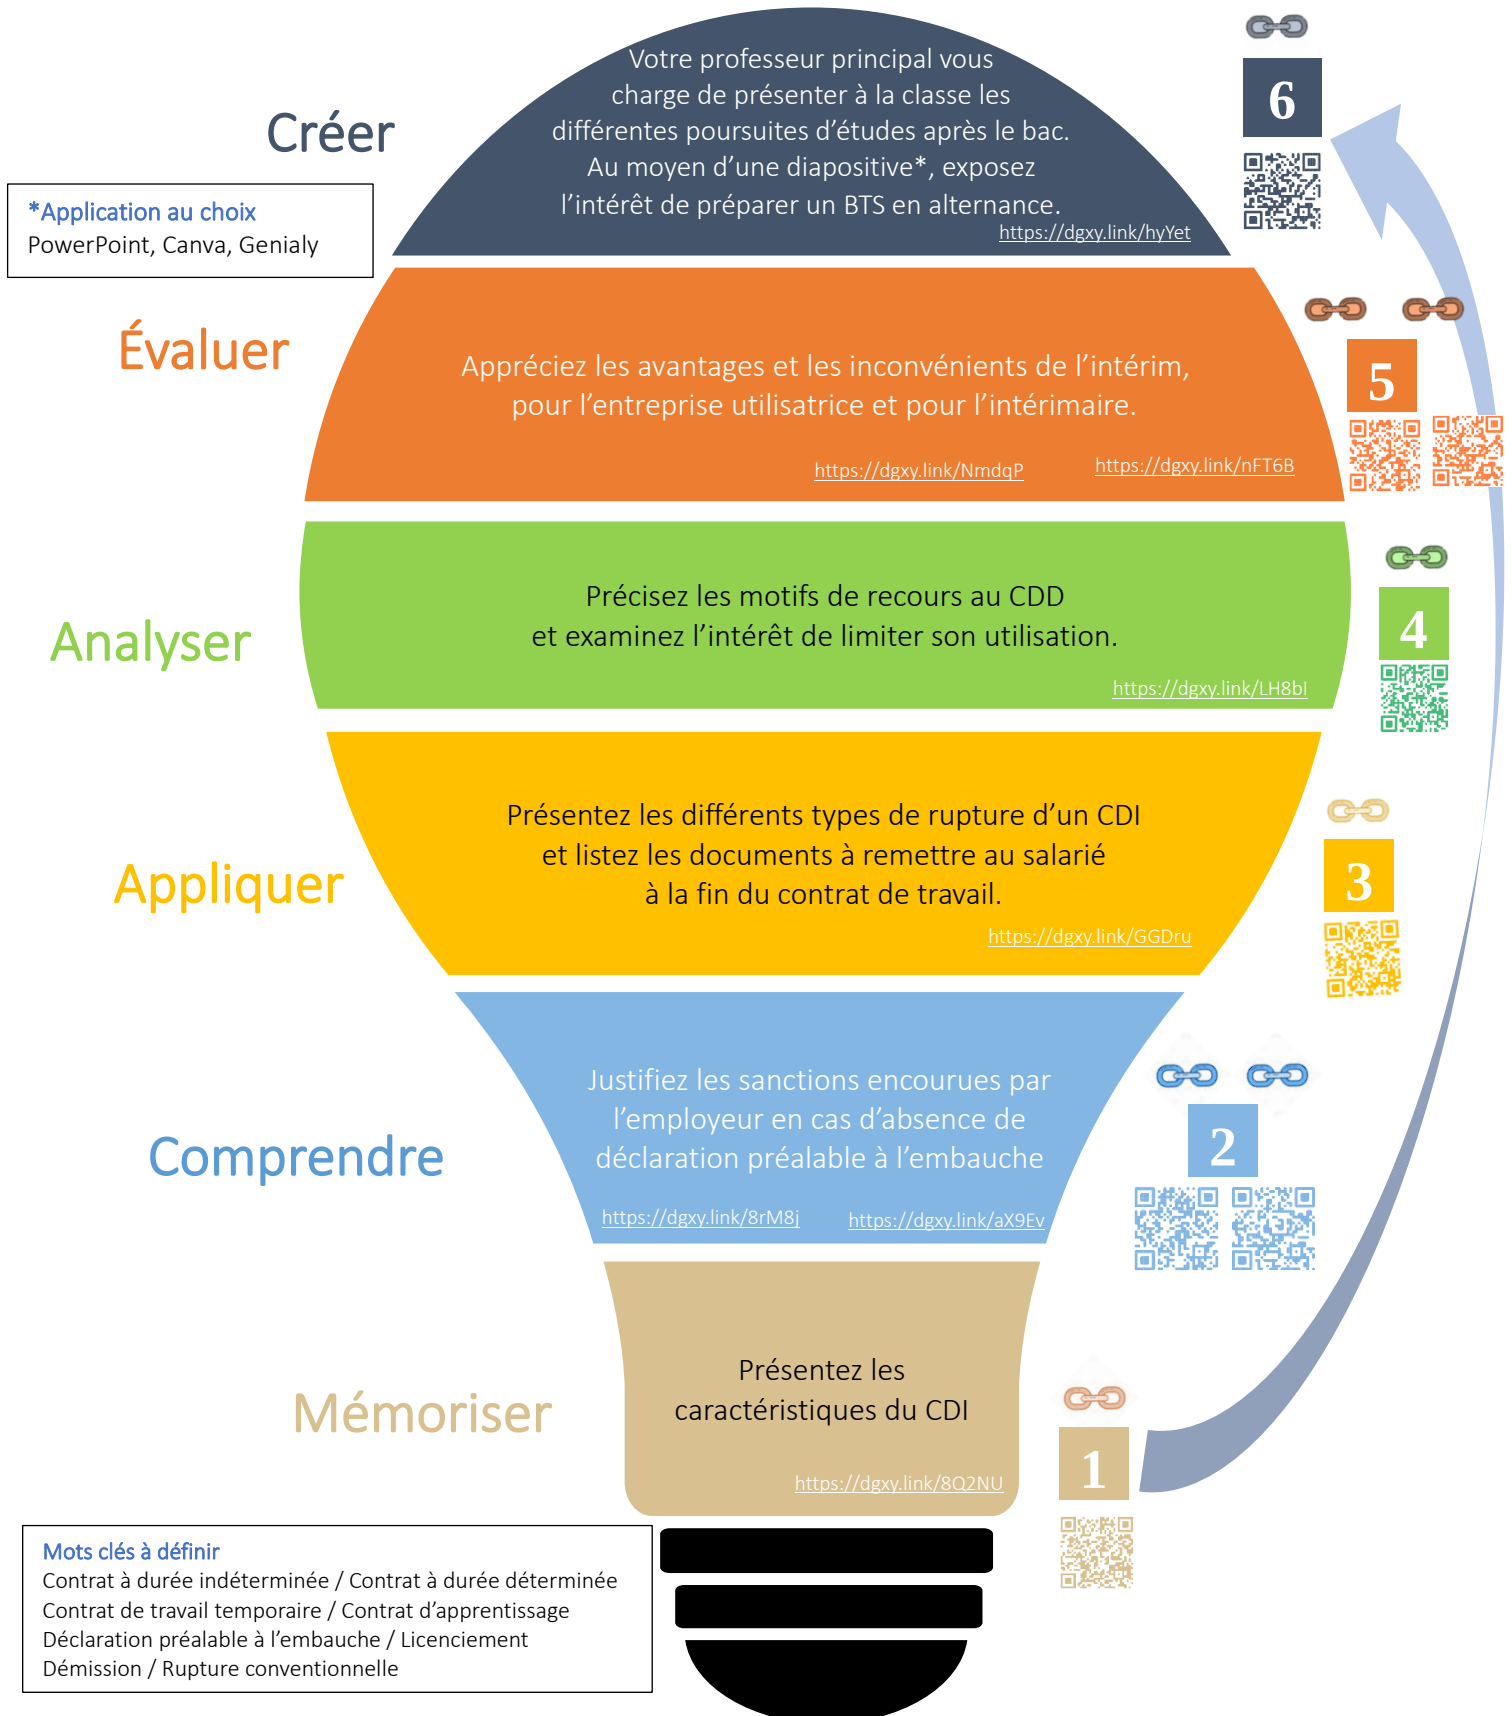 Votre professeur principal vous
charge de présenter à la classe les
différentes poursuites d'études après le bac.
Au moyen d'une diapositive*, exposez
l'intérêt de préparer un BTS en alternance.
https://dgxy.link/hyYet
Créer
6
*Application au choix
PowerPoint, Canva, Genialy
Évaluer
Appréciez les avantages et les inconvénients de l'intérim,
pour l'entreprise utilisatrice et pour l'intérimaire.
https://dgxy.link/NmdqP
https://dgxy.link/nFT6B
5
Analyser
Précisez les motifs de recours au CDD
et examinez l'intérêt de limiter son utilisation.
https://dgxy.link/LH8bI
4
Appliquer
Présentez les différents types de rupture d'un CDI
et listez les documents à remettre au salarié
à la fin du contrat de travail.
https://dgxy.link/GGDru
3
Comprendre
Justifiez les sanctions encourues par
l'employeur en cas d'absence de
déclaration préalable à l'embauche
https://dgxy.link/8rM8j
https://dgxy.link/aX9Ev
2
Mémoriser
Présentez les
caractéristiques du CDI
https://dgxy.link/8Q2NU
1
Mots clés à définir
Contrat à durée indéterminée / Contrat à durée déterminée
Contrat de travail temporaire / Contrat d'apprentissage
Déclaration préalable à l'embauche / Licenciement
Démission / Rupture conventionnelle